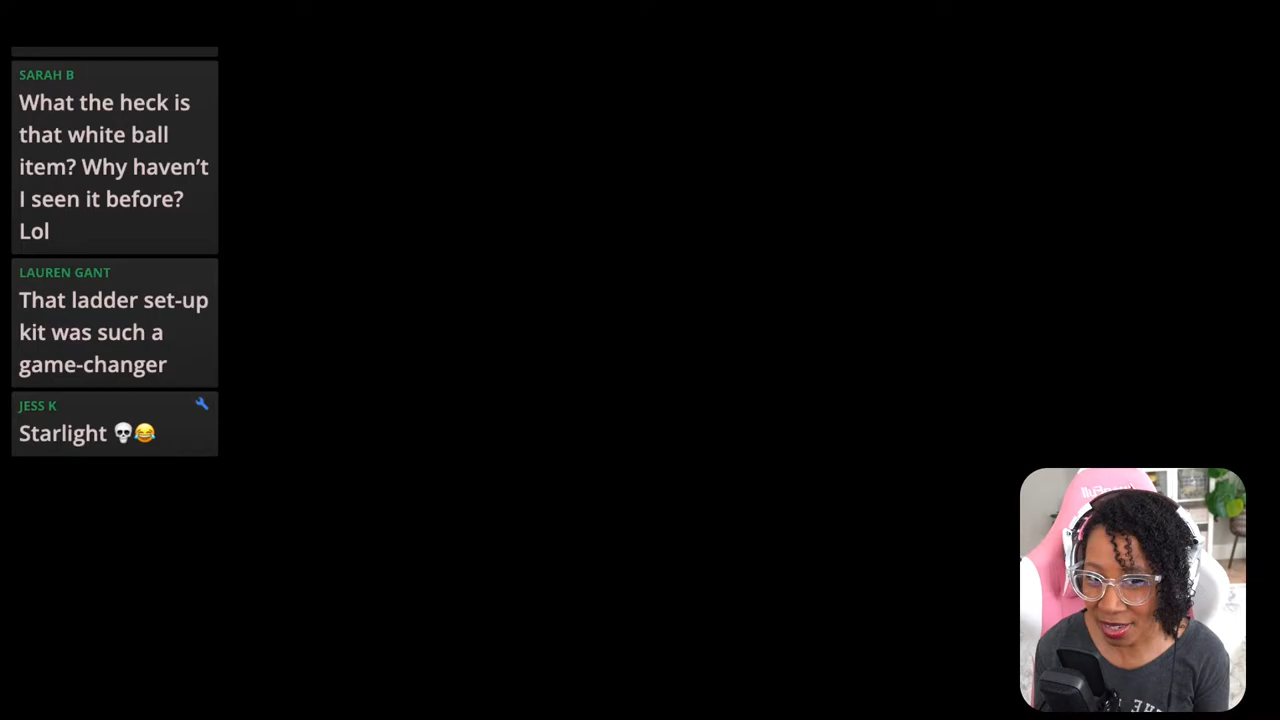 SARAH B
What the heck is
that white ball
item? Why haven’t
I seen it before?
Lol
LAUREN GANT
That ladder set-up
kit was such a
game-changer
JESS K
Starlight 💀😂